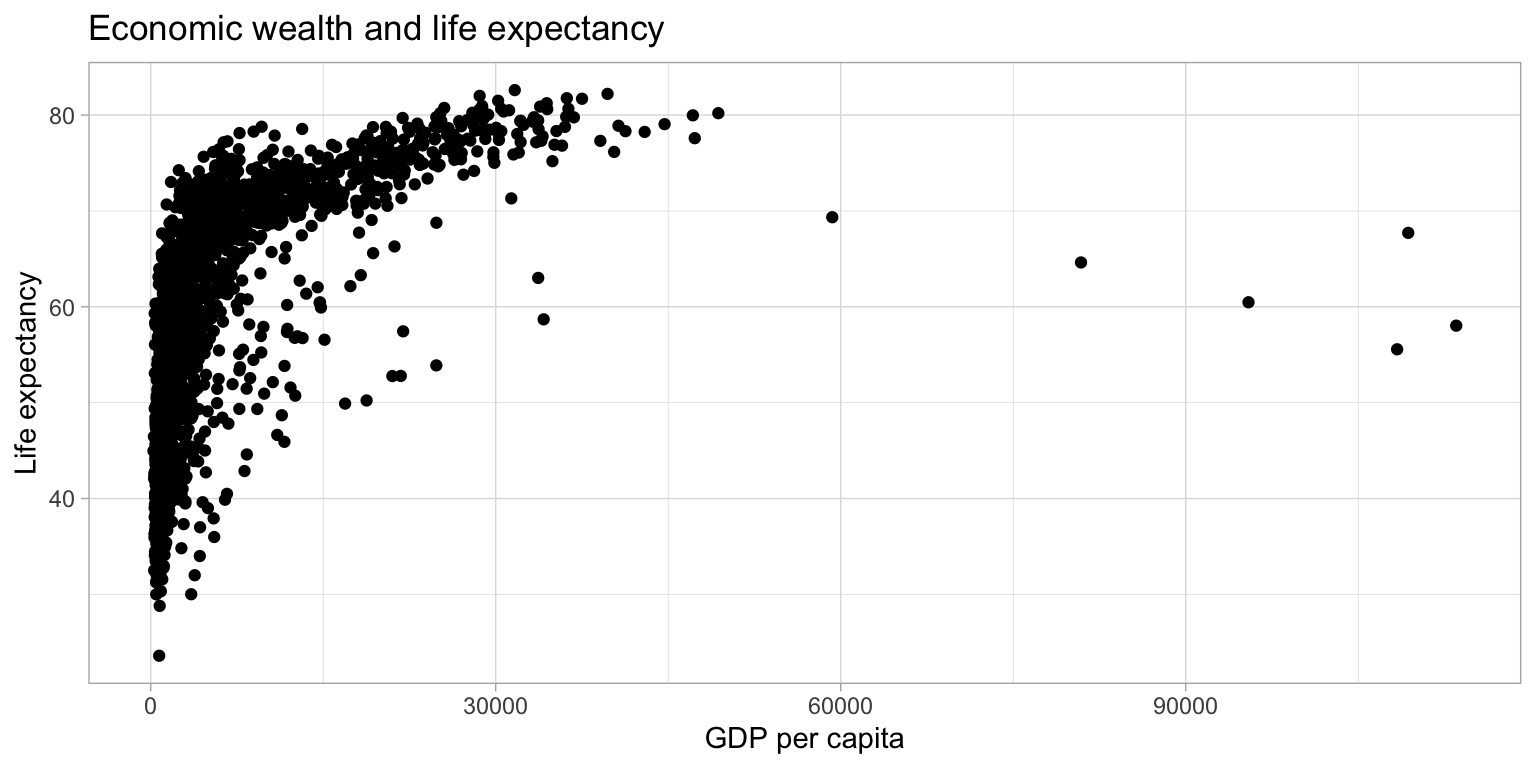 Economic wealth and life expectancy
80
60
40
Life expectancy
0 30000 60000 90000
GDP per capita